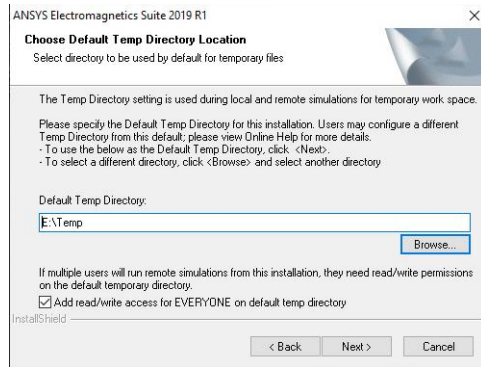 ANSYS Electromagnetics Suite 2019 R1
Choose Default Temp Directory Location
Select directory to be used by default for temporary files
The Temp Directory setting is used during local and remote simulations for temporary work space.
Please specify the Default Temp Directory for this installation. Users may configure a different
Temp Directory from this default; please view Online Help for more details.
- To use the below as the Default Temp Directory, click <Next>.
- To select a different directory, click <Browse> and select another directory
Default Temp Directory:
E:\Temp
Browse...
If multiple users will run remote simulations from this installation, they need read/write permissions
on the default temporary directory.
Add read/write access for EVERYONE on default temp directory
InstallShield
< Back Next > Cancel